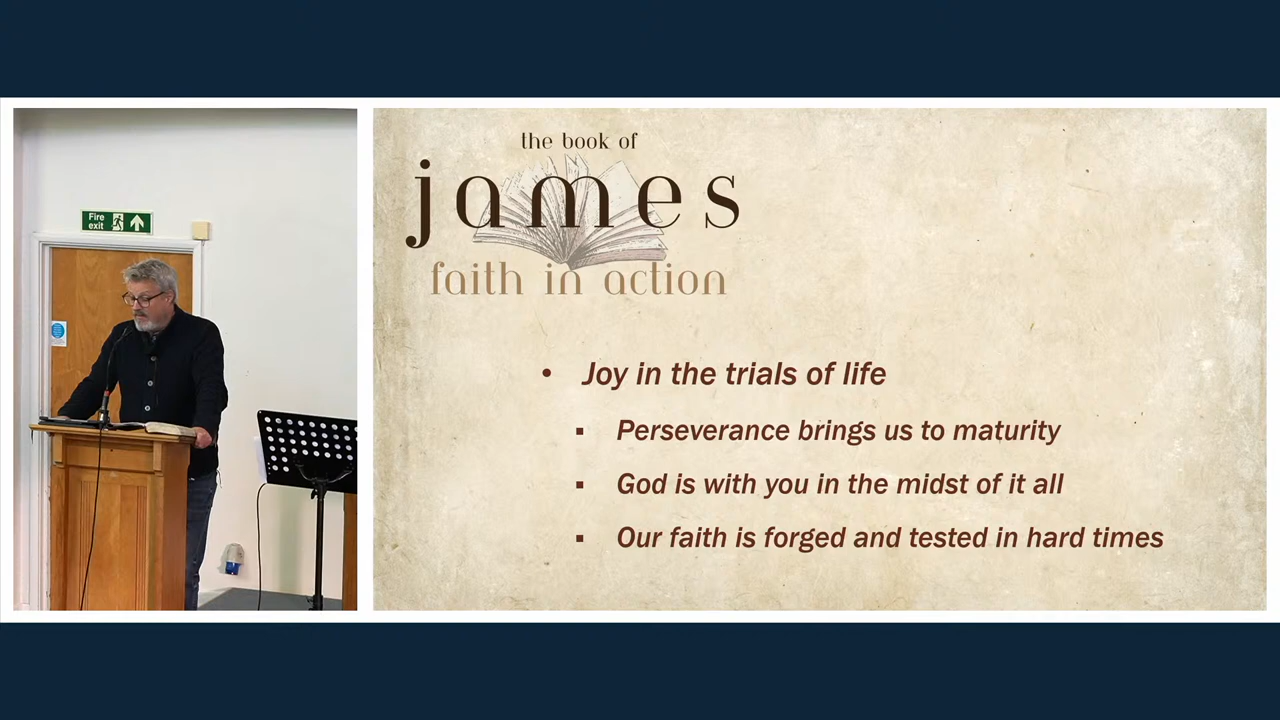 Fire
exit
the book of
james
faith in action
• Joy in the trials of life
▪ Perseverance brings us to maturity
▪ God is with you in the midst of it all
▪ Our faith is forged and tested in hard times